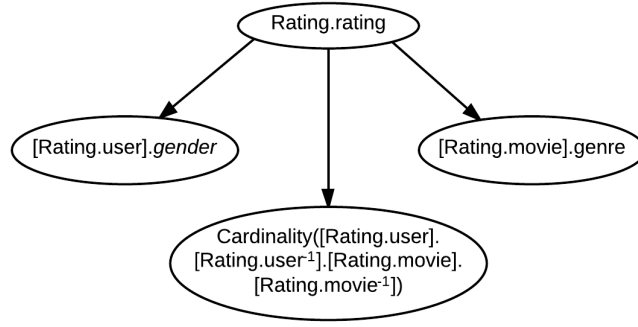 Rating.rating
[Rating.user].gender
[Rating.movie].genre
Cardinality([Rating.user].
[Rating.user⁻¹].[Rating.movie].
[Rating.movie⁻¹])